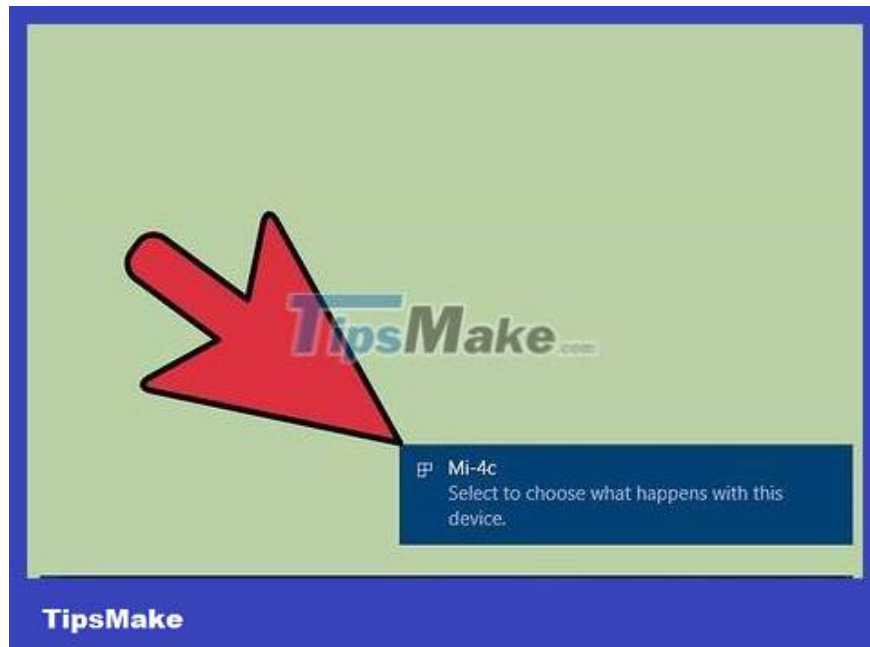 TipsMake.com
Mi-4c
Select to choose what happens with this
device.
TipsMake